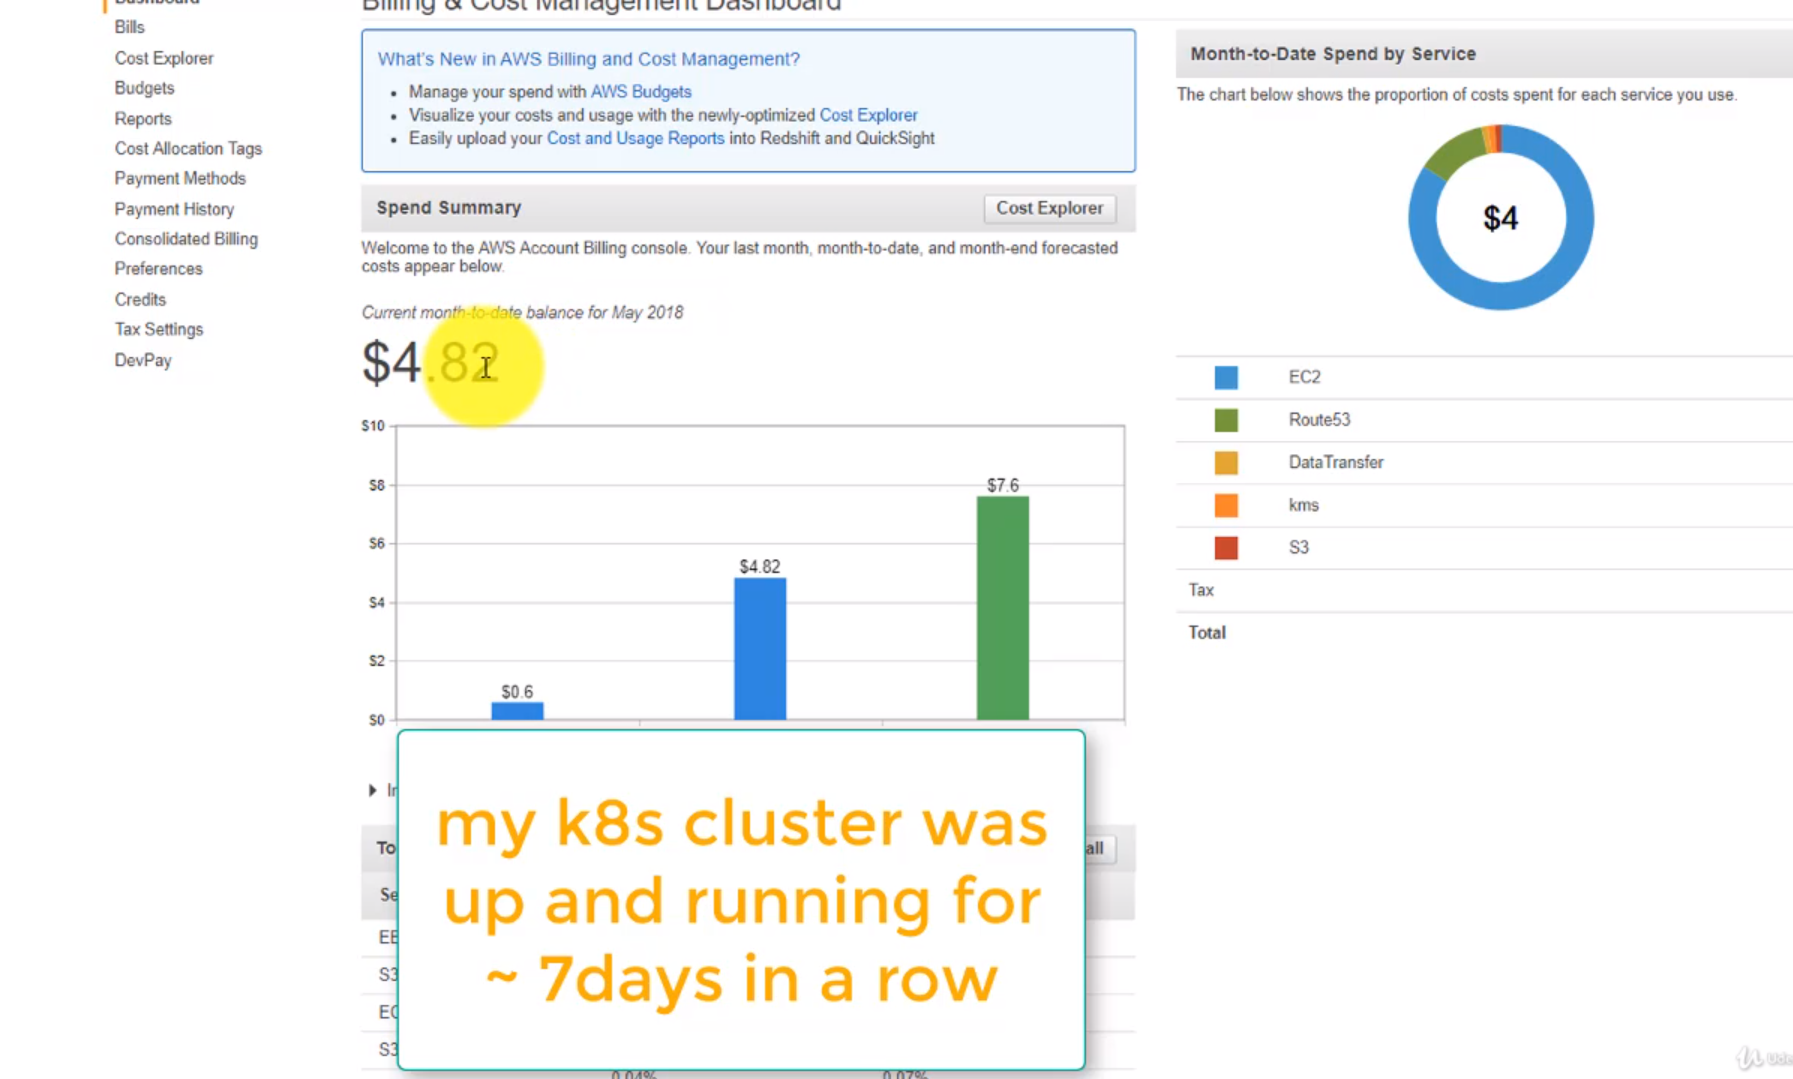 Dashboard
Billing & Cost Management Dashboard
Bills
Cost Explorer
Budgets
Reports
Cost Allocation Tags
Payment Methods
Payment History
Consolidated Billing
Preferences
Credits
Tax Settings
DevPay
What's New in AWS Billing and Cost Management?
Manage your spend with AWS Budgets
Visualize your costs and usage with the newly-optimized Cost Explorer
Easily upload your Cost and Usage Reports into Redshift and QuickSight
Spend Summary
Cost Explorer
Welcome to the AWS Account Billing console. Your last month, month-to-date, and month-end forecasted
costs appear below.
Current month-to-date balance for May 2018
$4.82
$10
$8
$6
$4
$2
$0
$0.6
$4.82
$7.6
my k8s cluster was
up and running for
~ 7days in a row
To
all
Se
S3
S3
0.04%
0.07%
Month-to-Date Spend by Service
The chart below shows the proportion of costs spent for each service you use.
$4
EC2
Route53
DataTransfer
kms
S3
Tax
Total